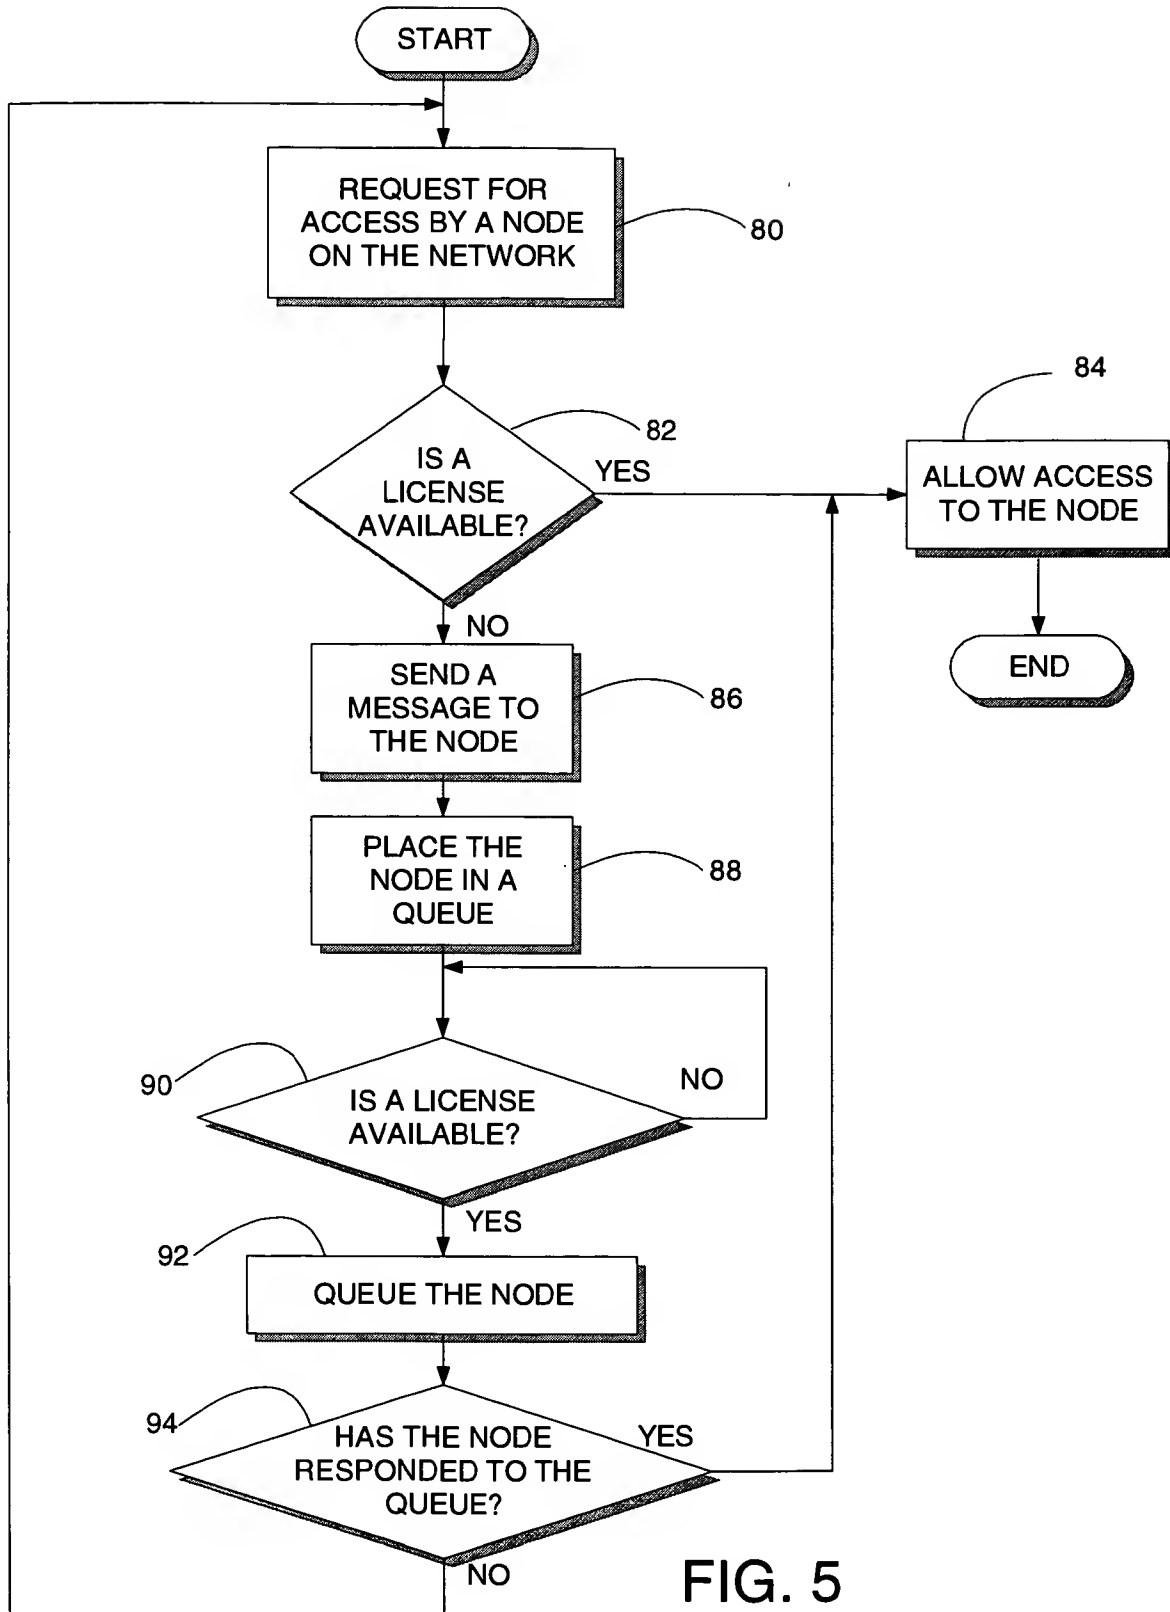 START
REQUEST FOR
ACCESS BY A NODE
ON THE NETWORK
80
IS A
LICENSE
AVAILABLE?
82
YES
84
ALLOW ACCESS
TO THE NODE
END
NO
SEND A
MESSAGE TO
THE NODE
86
PLACE THE
NODE IN A
QUEUE
88
90
IS A LICENSE
AVAILABLE?
NO
YES
92
QUEUE THE NODE
94
HAS THE NODE
RESPONDED TO THE
QUEUE?
YES
NO
FIG. 5